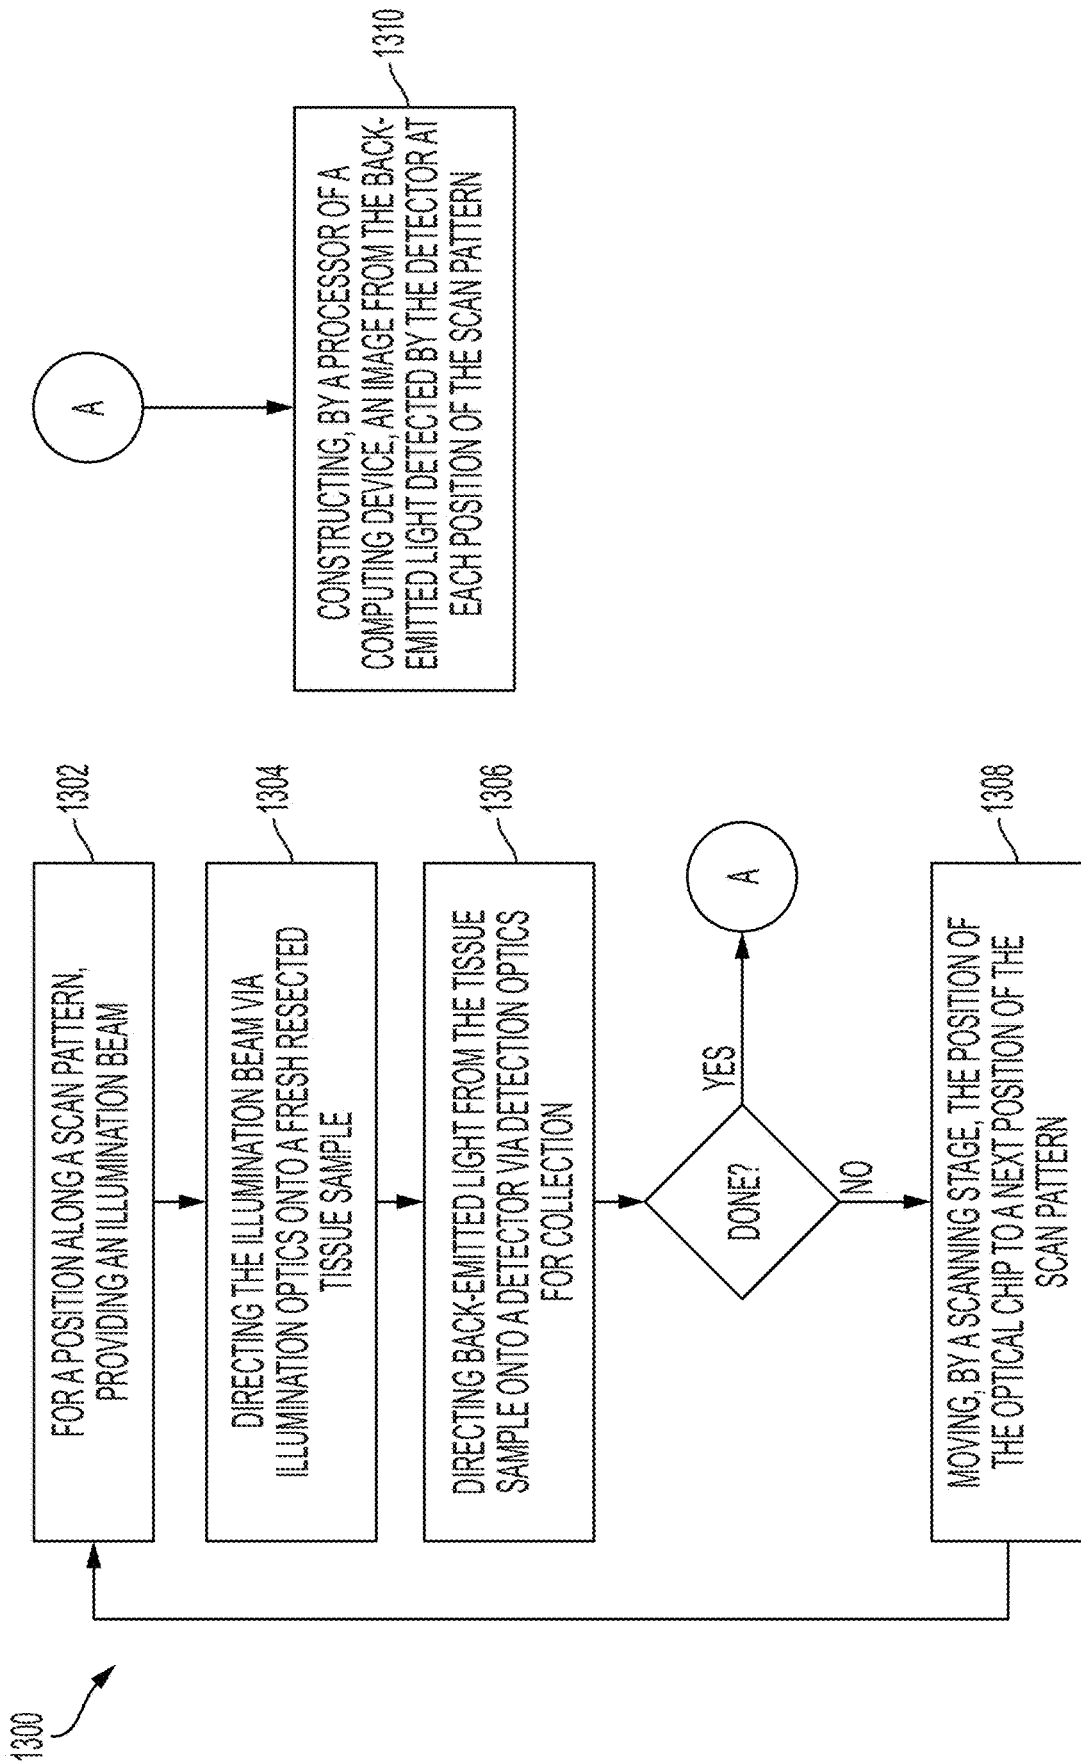 1300
FOR A POSITION ALONG A SCAN PATTERN,
PROVIDING AN ILLUMINATION BEAM
1302
DIRECTING THE ILLUMINATION BEAM VIA
ILLUMINATION OPTICS ONTO A FRESH RESECTED
TISSUE SAMPLE
1304
DIRECTING BACK-EMITTED LIGHT FROM THE TISSUE
SAMPLE ONTO A DETECTOR VIA DETECTION OPTICS
FOR COLLECTION
1306
DONE?
YES
A
NO
MOVING, BY A SCANNING STAGE, THE POSITION OF
THE OPTICAL CHIP TO A NEXT POSITION OF THE
SCAN PATTERN
1308
A
CONSTRUCTING, BY A PROCESSOR OF A
COMPUTING DEVICE, AN IMAGE FROM THE BACK-
EMITTED LIGHT DETECTED BY THE DETECTOR AT
EACH POSITION OF THE SCAN PATTERN
1310